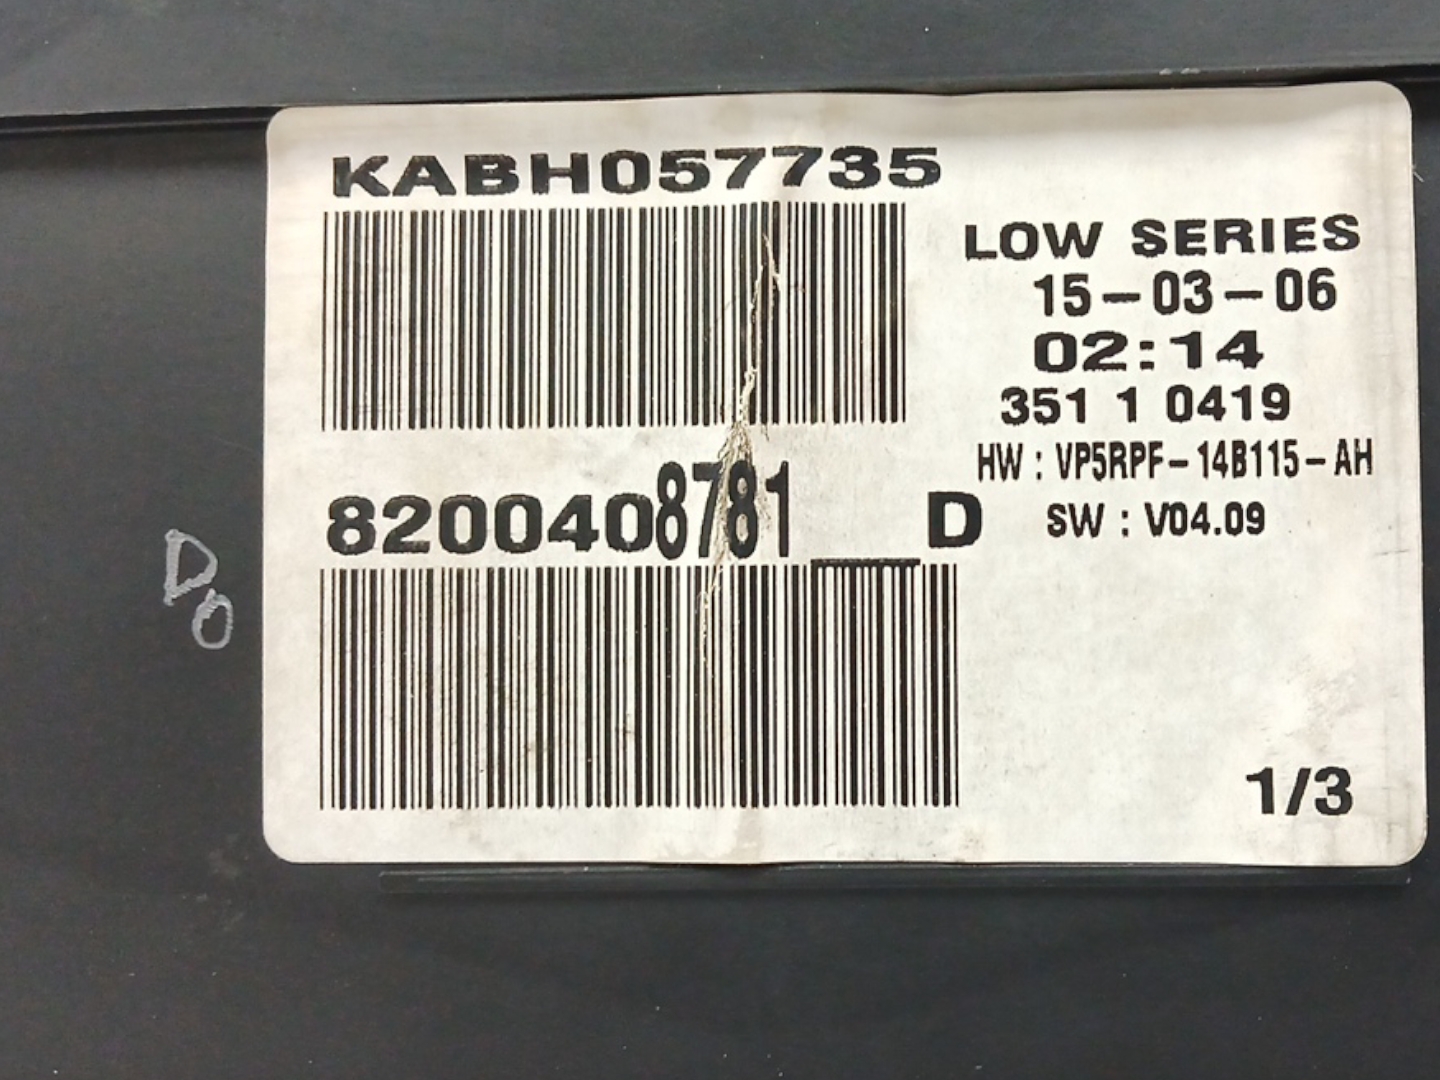 KABH057735
LOW SERIES
15-03-06
02:14
351 1 0419
HW : VP5RPF-14B115-AH
8200408781__D
SW : V04.09
D0
1/3